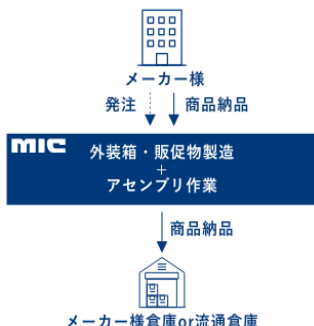 メーカー様
発注 商品納品
mic 外装箱・販促物製造
+
アセンブリ作業
商品納品
メーカー様倉庫or流通倉庫